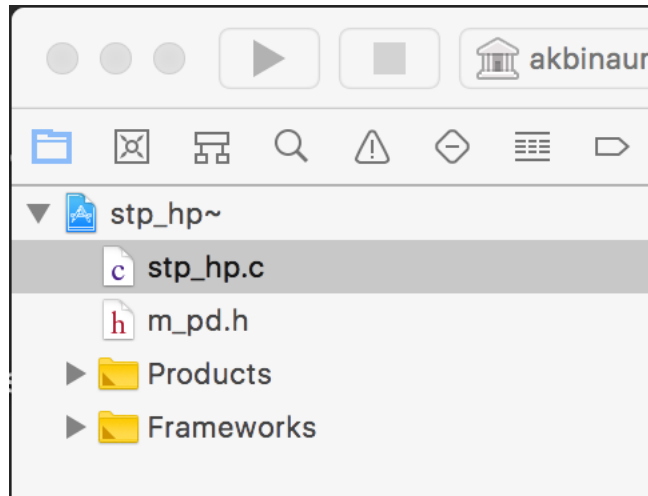 akbinaur
stp_hp~
c stp_hp.c
h m_pd.h
Products
Frameworks